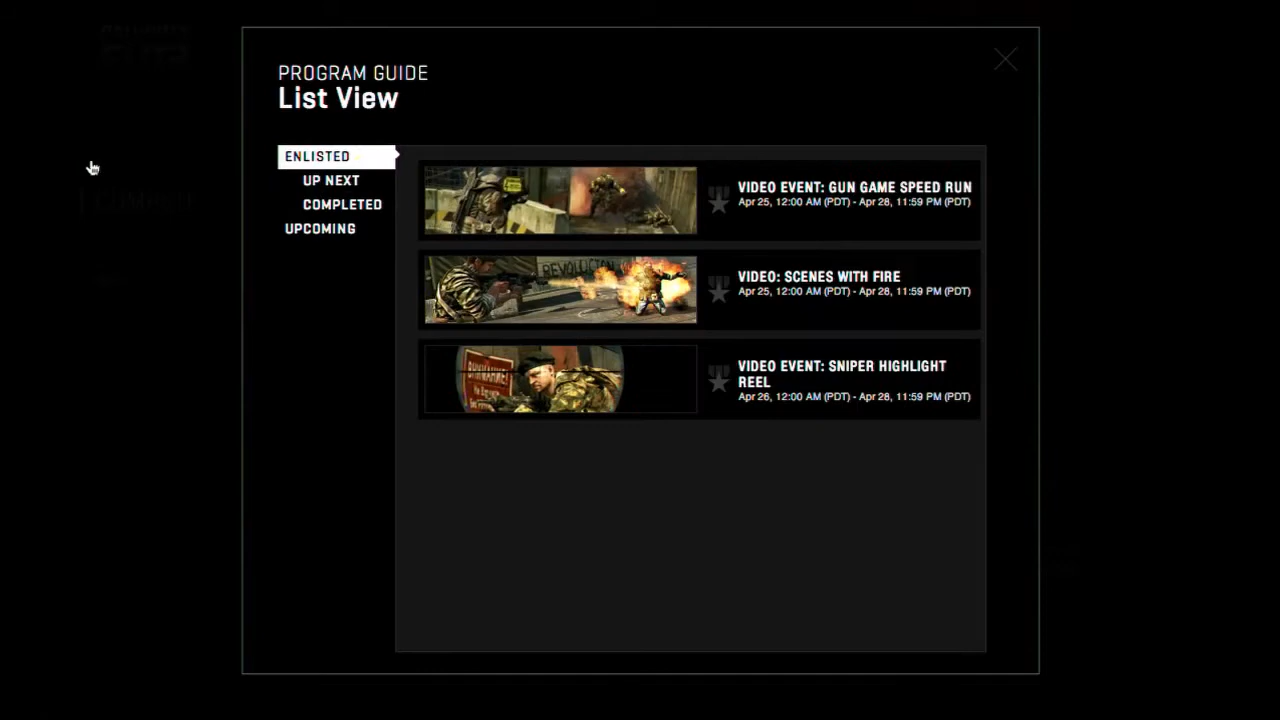 PROGRAM GUIDE
List View
ENLISTED
UP NEXT
COMPLETED
UPCOMING
VIDEO EVENT: GUN GAME SPEED RUN
Apr 25, 12:00 AM (PDT) - Apr 28, 11:59 PM (PDT)
REVOLUCION
VIDEO: SCENES WITH FIRE
Apr 25, 12:00 AM (PDT) - Apr 28, 11:59 PM (PDT)
VIDEO EVENT: SNIPER HIGHLIGHT
REEL
Apr 26, 12:00 AM (PDT) - Apr 28, 11:59 PM (PDT)